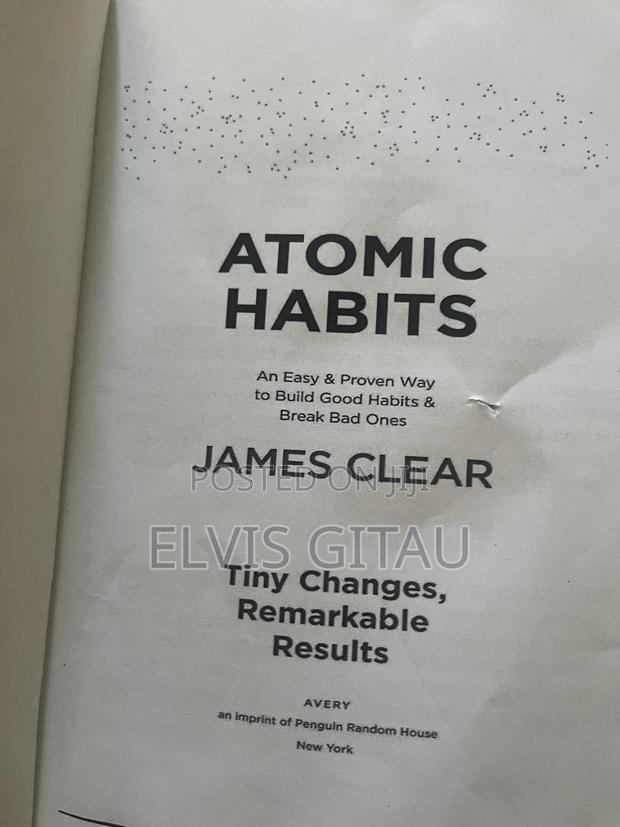 ATOMIC
HABITS
An Easy & Proven Way
to Build Good Habits &
Break Bad Ones
JAMES CLEAR
POSTED ON JIJI
ELVIS GITAU
Tiny Changes,
Remarkable
Results
AVERY
an imprint of Penguin Random House
New York